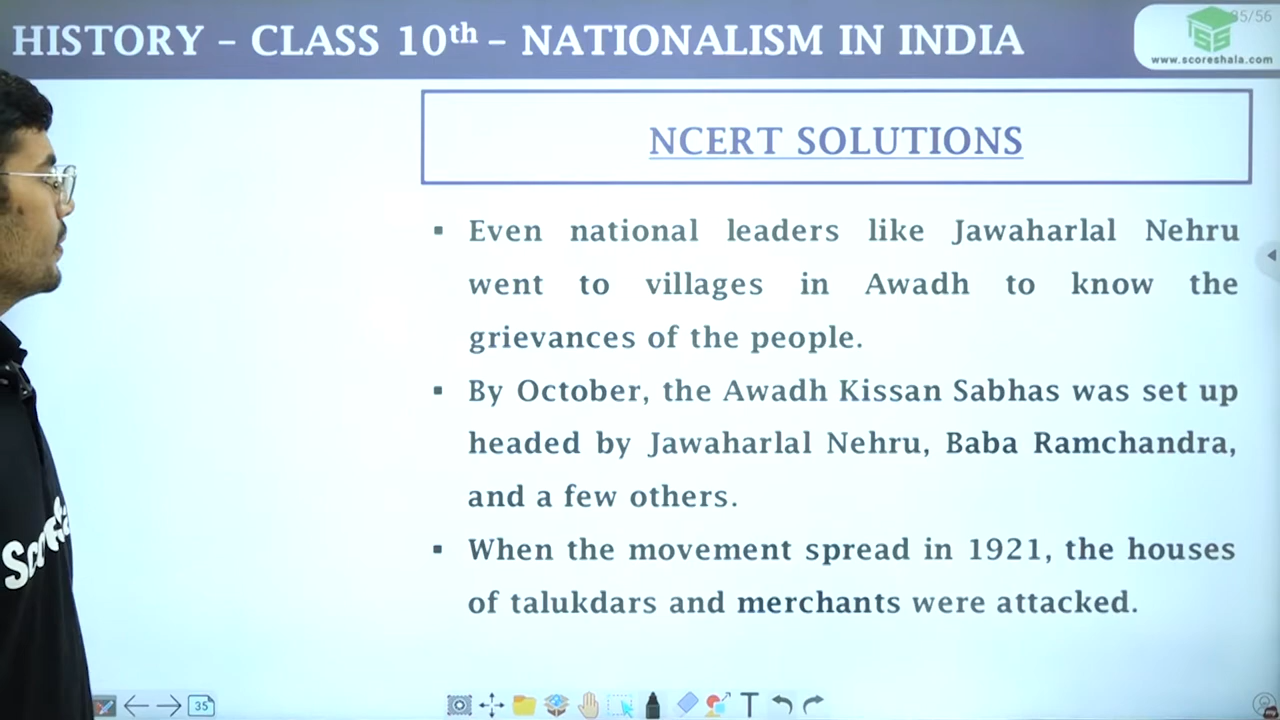 HISTORY – CLASS 10th – NATIONALISM IN INDIA
35/56
www.scoreshala.com
NCERT SOLUTIONS
▪ Even national leaders like Jawaharlal Nehru
went to villages in Awadh to know the
grievances of the people.
▪ By October, the Awadh Kissan Sabhas was set up
headed by Jawaharlal Nehru, Baba Ramchandra,
and a few others.
▪ When the movement spread in 1921, the houses
of talukdars and merchants were attacked.
35
T